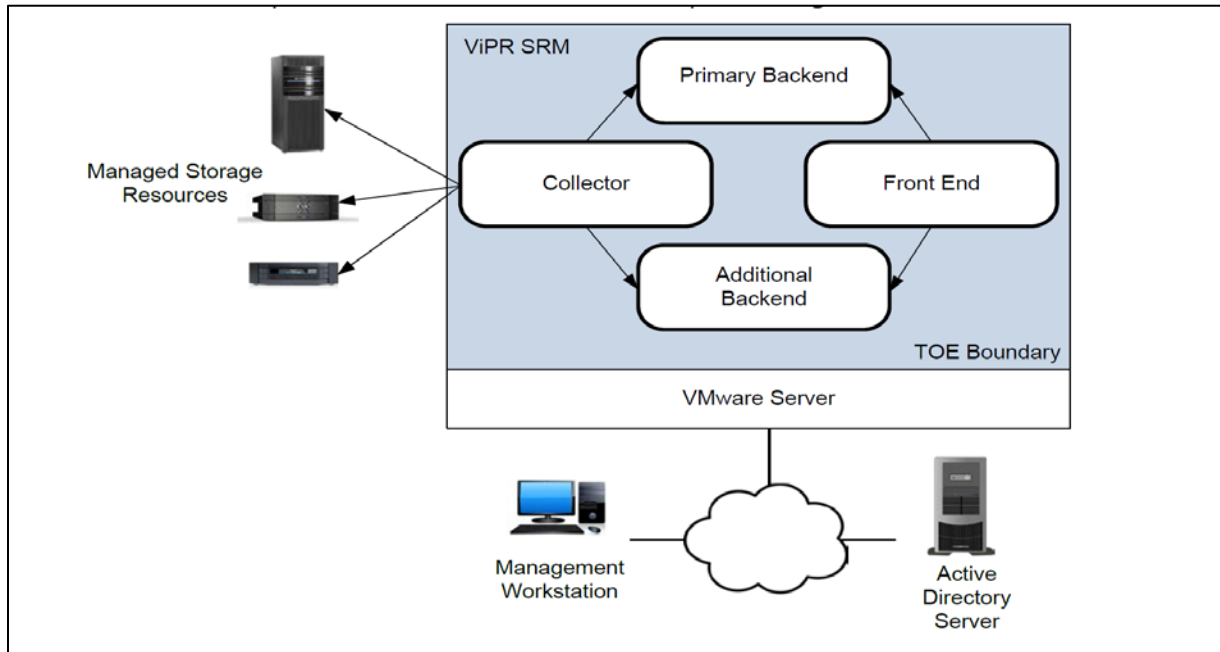 ViPR SRM
Primary Backend
Managed Storage
Resources
Collector
Front End
Additional
Backend
TOE Boundary
VMware Server
Management
Workstation
Active
Directory
Server